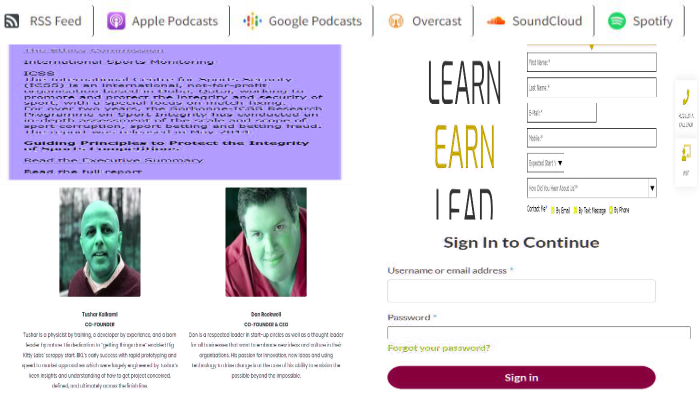 RSS Feed
Apple Podcasts
Google Podcasts
Overcast
SoundCloud
Spotify
The Ethics Commission
International Sports Monitoring
ICSS
The International Centre for Sports Security
(ICSS) is an international, not-for-profit
organisation based in Doha, Qatar, working to
promote and protect the integrity and security of
sport, with a special focus on match fixing.
For over two years, the Sorbonne-ICSS Research
Programme on Sport Integrity has conducted an
in-depth assessment of the scale and scope of
sport corruption, sport betting and betting fraud.
The report was released in May 2014.
Guiding Principles to Protect the Integrity
of Sports Competitions.
Read the Executive Summary
Read the full report
Tushar Kulkarni
CO-FOUNDER
Tushar is a physicist by training, a developer by experience, and a born
leader by nature. His dedication to "getting things done" enabled Big
Kitty Labs' scrappy start. BKL's early success with rapid prototyping and
speed to market approaches which were largely engineered by Tushar's
keen insights and understanding of how to get project conceived,
defined, and ultimately across the finish line.
Dan Rockwell
CO-FOUNDER & CEO
Dan is a respected leader in start-up circles as well as a thought leader
for all businesses that want to enhance new ideas and culture in their
organizations. His passion for innovation, new ideas and using
technology to drive change is at the core of his ability to envision the
possible beyond the impossible.
LEARN
EARN
LEAD
First Name:*
Last Name:*
E-Mail:*
Mobile:*
Expected Start
How Did You Hear About Us?*
Contact Me?
By Email
By Text Message
By Phone
VISIT
Sign In to Continue
Username or email address *
Password *
Forgot your password?
Sign in